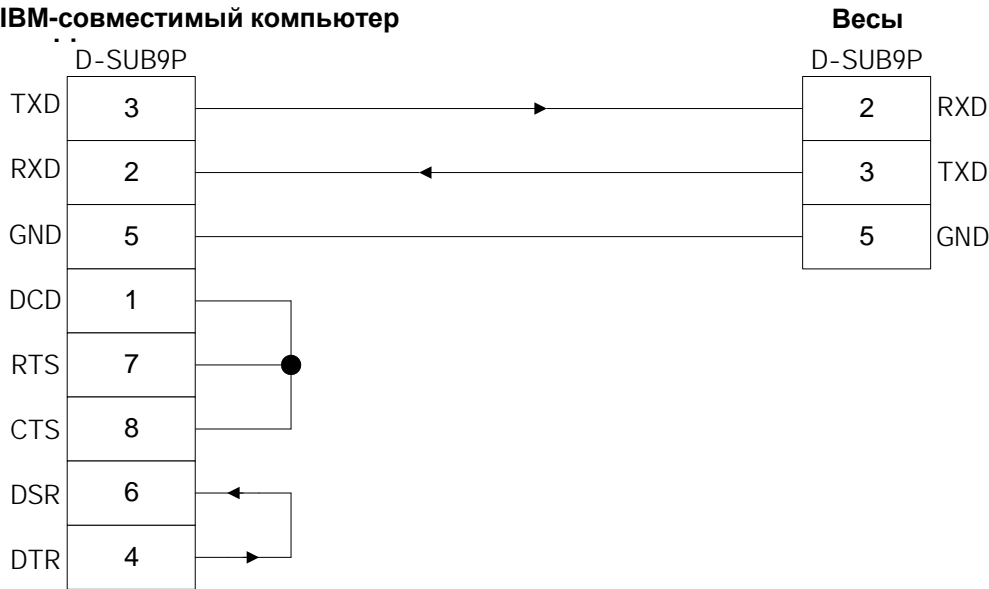 IBM-совместимый компьютер Весы
D-SUB9P D-SUB9P
TXD 3 2 RXD
RXD 2 3 TXD
GND 5 5 GND
DCD 1
RTS 7
CTS 8
DSR 6
DTR 4